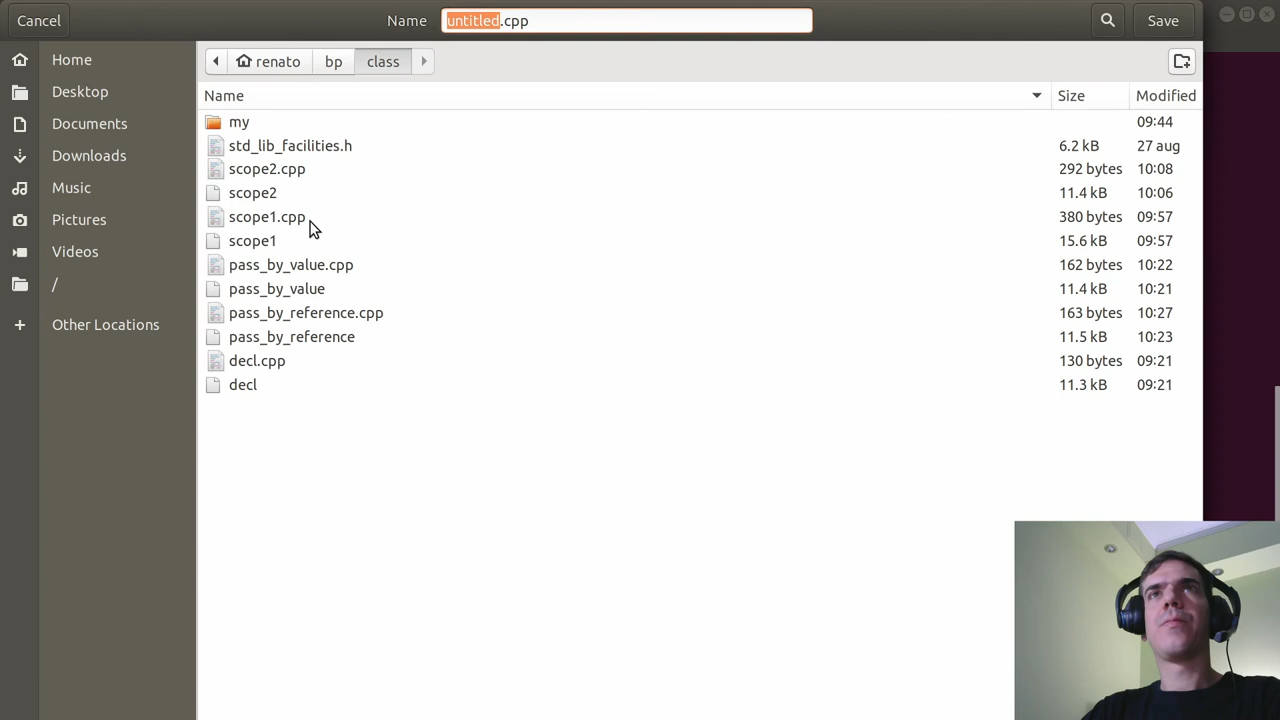 Cancel Name untitled.cpp Save
renato bp class
Home
Desktop
Documents
Downloads
Music
Pictures
Videos
/
+ Other Locations
Name Size Modified
my 09:44
std_lib_facilities.h 6.2 kB 27 aug
scope2.cpp 292 bytes 10:08
scope2 11.4 kB 10:06
scope1.cpp 380 bytes 09:57
scope1 15.6 kB 09:57
pass_by_value.cpp 162 bytes 10:22
pass_by_value 11.4 kB 10:21
pass_by_reference.cpp 163 bytes 10:27
pass_by_reference 11.5 kB 10:23
decl.cpp 130 bytes 09:21
decl 11.3 kB 09:21